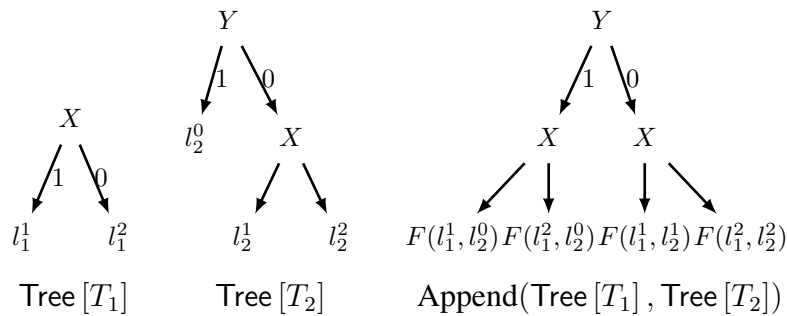 Y Y
1 0 1 0
X l_2^0 X X X
1 0
l_1^1 l_1^2 l_2^1 l_2^2 F(l_1^1, l_2^0) F(l_1^2, l_2^0) F(l_1^1, l_2^1) F(l_1^2, l_2^2)
Tree [T_1] Tree [T_2] Append(Tree [T_1] , Tree [T_2])